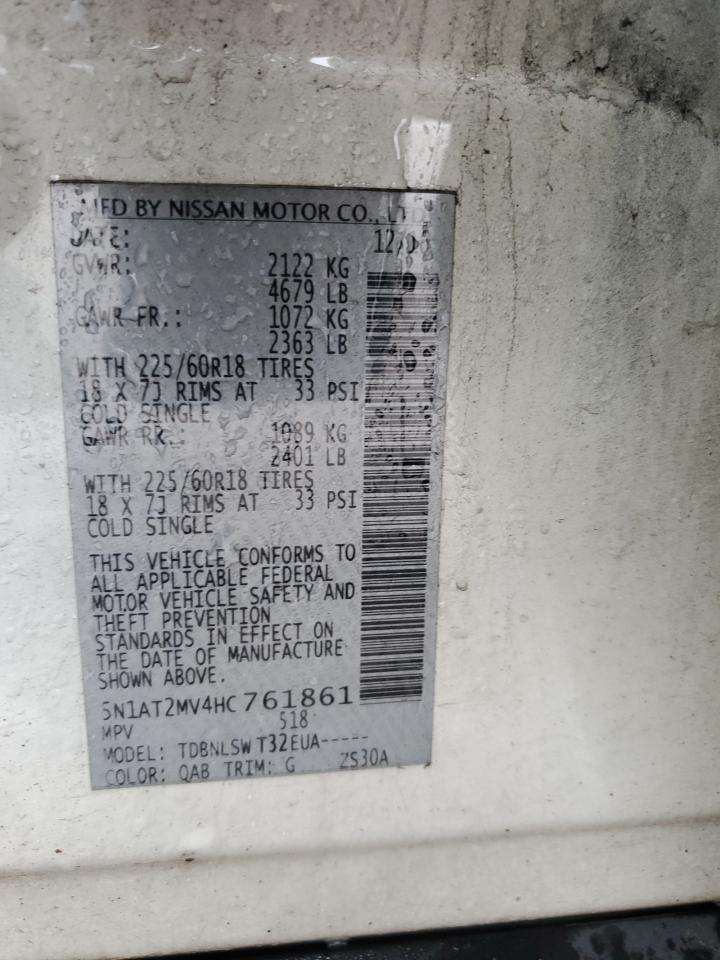 MFD BY NISSAN MOTOR CO., LTD.
DATE:
GVWR: 2122 KG
4679 LB
GAWR FR.: 1072 KG
2363 LB
WITH 225/60R18 TIRES
18 X 7J RIMS AT 33 PSI
COLD SINGLE
GAWR RR.: 1089 KG
2401 LB
WITH 225/60R18 TIRES
18 X 7J RIMS AT 33 PSI
COLD SINGLE
THIS VEHICLE CONFORMS TO
ALL APPLICABLE FEDERAL
MOTOR VEHICLE SAFETY AND
THEFT PREVENTION
STANDARDS IN EFFECT ON
THE DATE OF MANUFACTURE
SHOWN ABOVE.
5N1AT2MV4HC761861
MPV 518
MODEL: TDBNLSW T32EUA-----
COLOR: QAB TRIM: G ZS30A